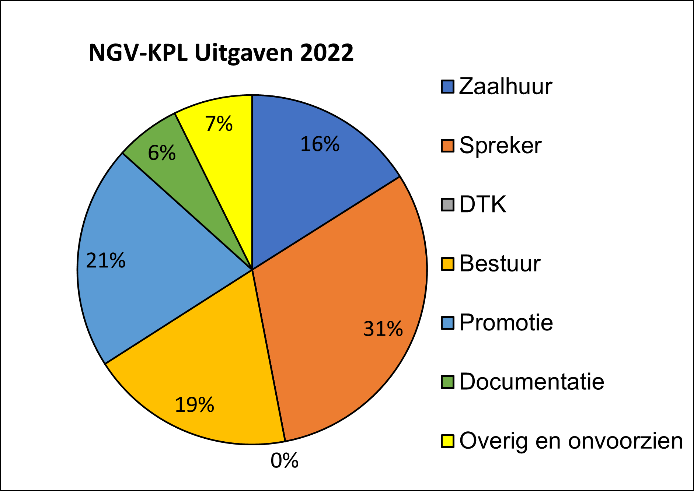 NGV-KPL Uitgaven 2022
7%
16%
6%
21%
31%
19%
0%
Zaalhuur
Spreker
DTK
Bestuur
Promotie
Documentatie
Overig en onvoorzien